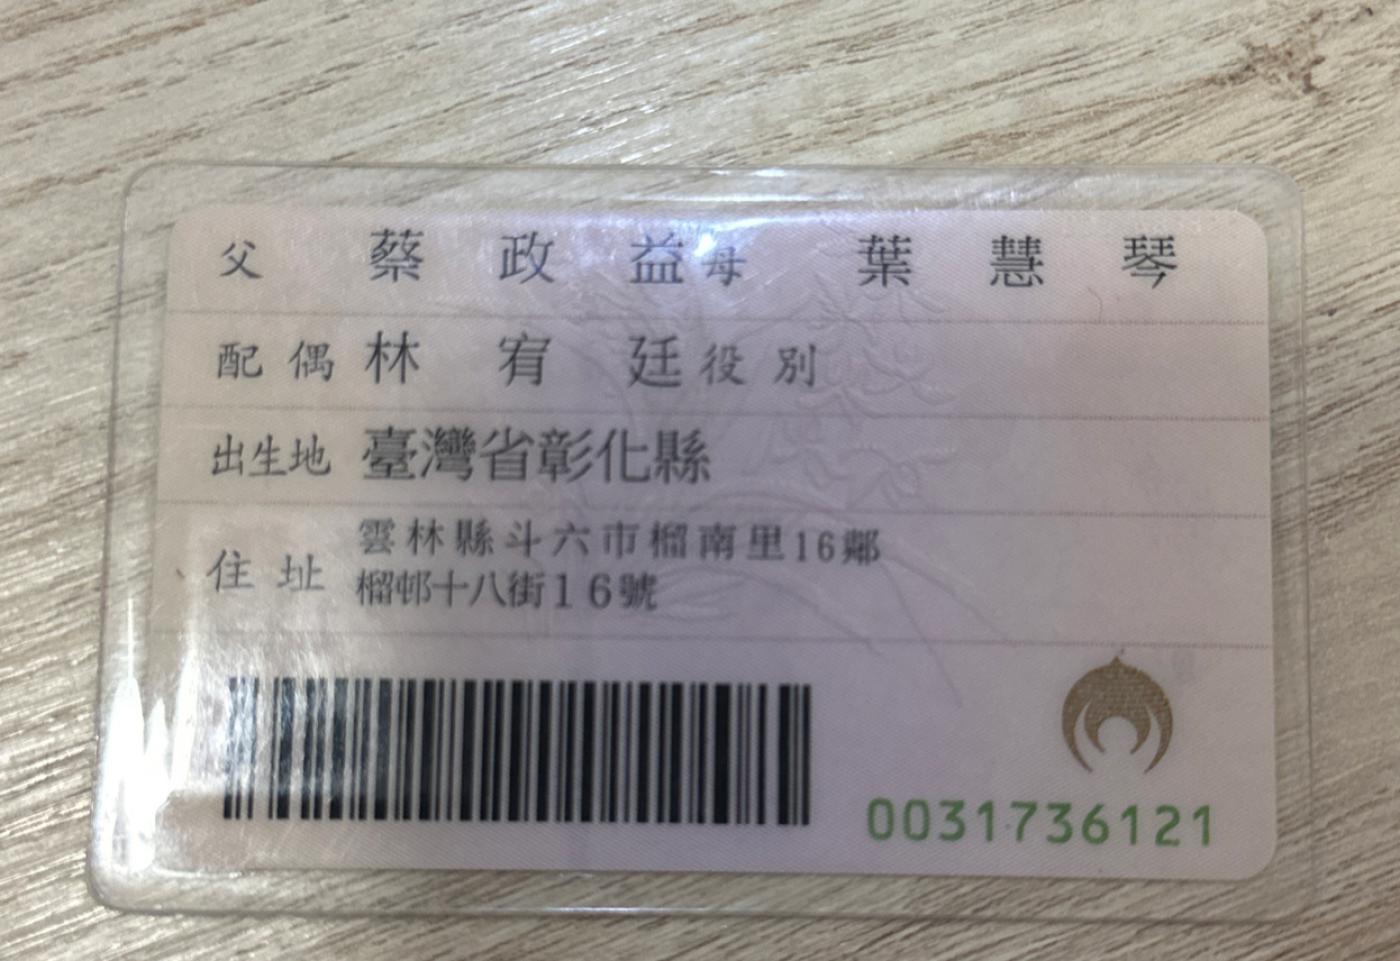 父 蔡政益 母 葉慧琴
配偶 林宥廷 役別
出生地 臺灣省彰化縣
住址 雲林縣斗六市榴南里16鄰
榴邨十八街16號
0031736121